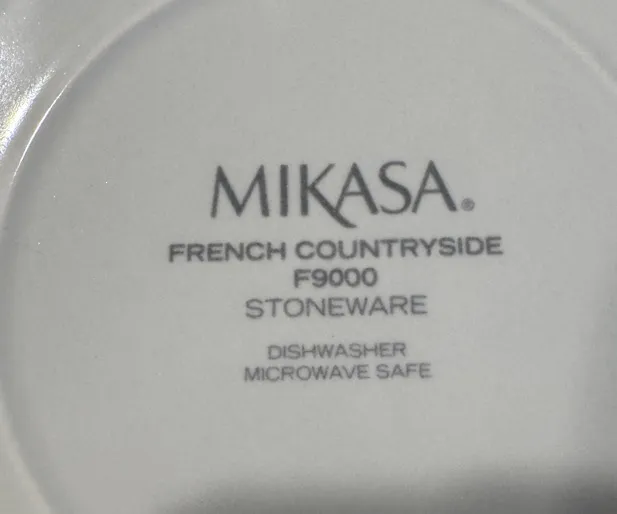 MIKASA®
FRENCH COUNTRYSIDE
F9000
STONEWARE
DISHWASHER
MICROWAVE SAFE